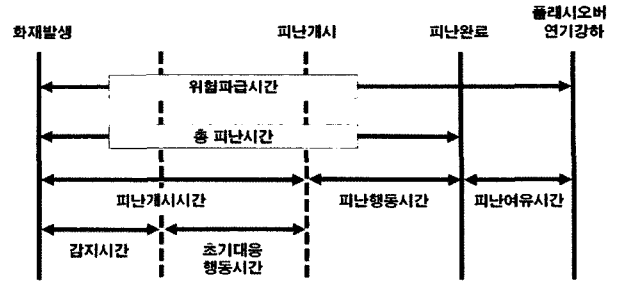 화재발생
피난개시
피난완료
플래시오버
연기강하
위험파급시간
총 피난시간
피난개시시간
피난행동시간
피난여유시간
감지시간
초기대응
행동시간